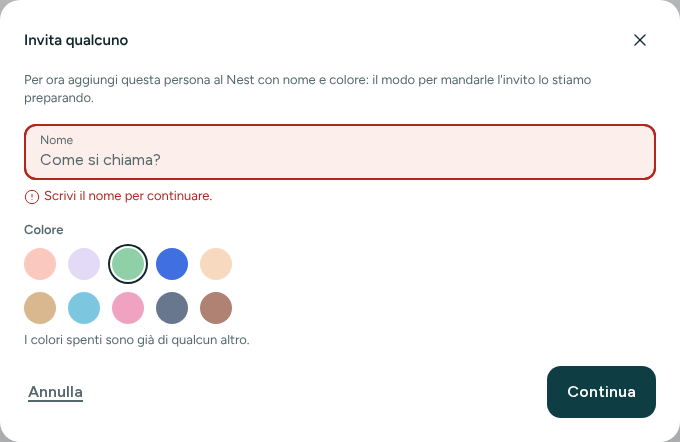 Invita qualcuno
Per ora aggiungi questa persona al Nest con nome e colore: il modo per mandarle l'invito lo stiamo
preparando.
Nome
Come si chiama?
Scrivi il nome per continuare.
Colore
I colori spenti sono già di qualcun altro.
Annulla
Continua